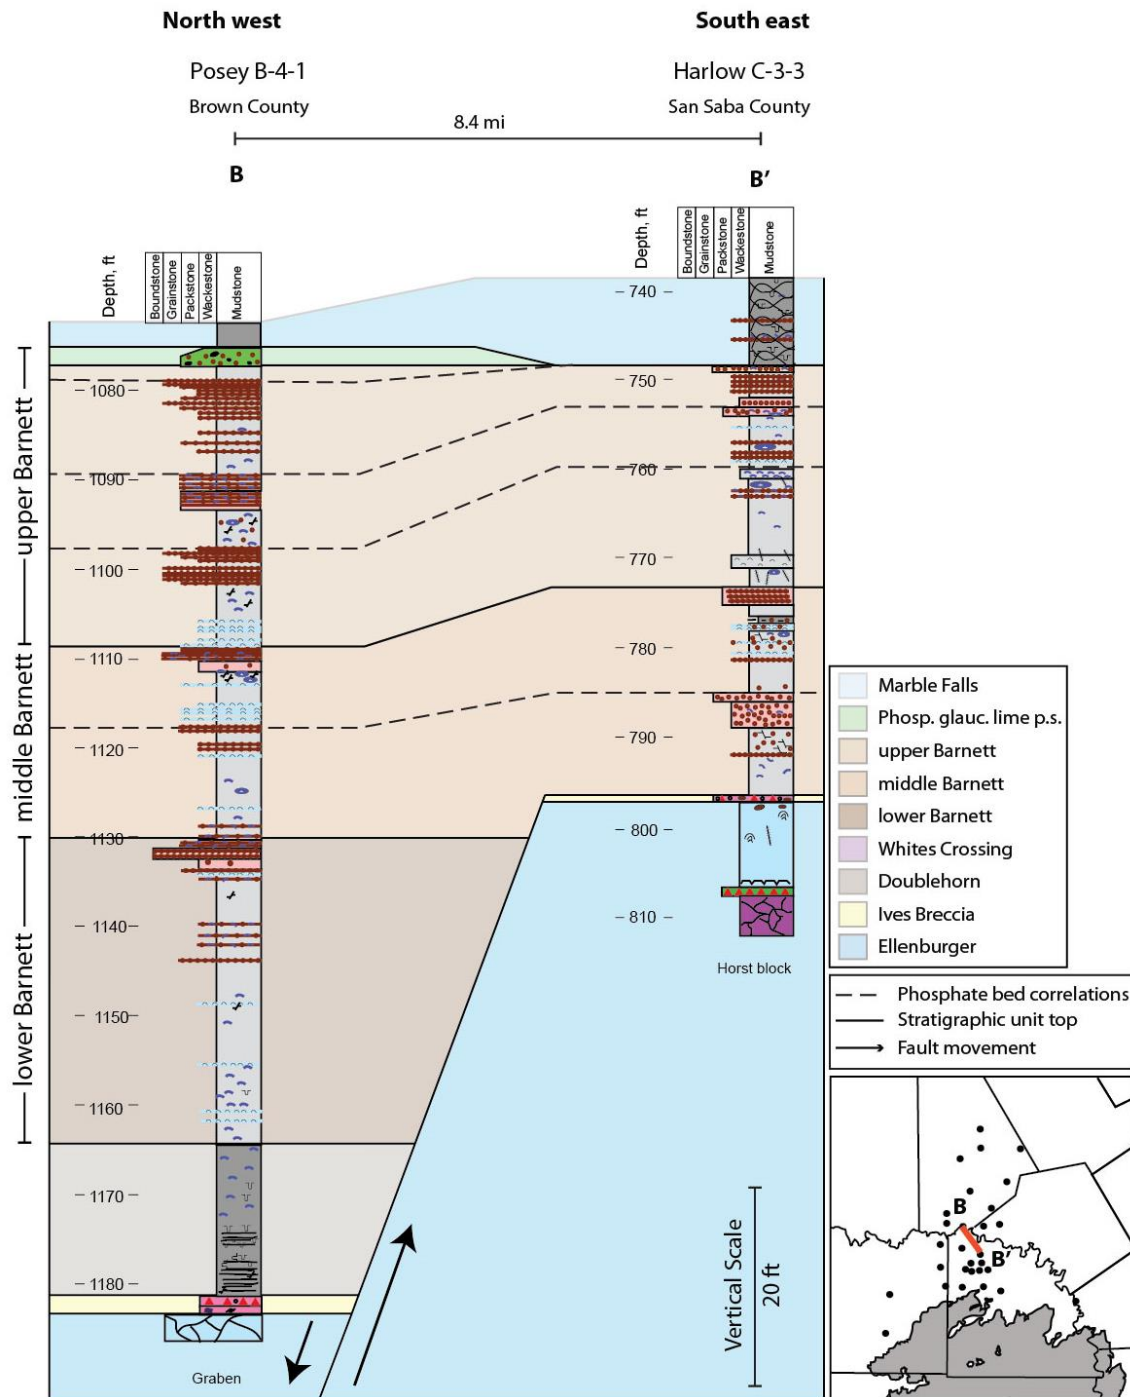 North west
South east
Posey B-4-1
Harlow C-3-3
Brown County
San Saba County
8.4 mi
B
B'
Depth, ft
Boundstone
Grainstone
Packstone
Wackestone
Mudstone
Depth, ft
Boundstone
Grainstone
Packstone
Wackestone
Mudstone
740
750
760
770
780
790
800
810
Horst block
1080
1090
1100
1110
1120
1130
1140
1150
1160
1170
1180
Graben
upper Barnett
middle Barnett
lower Barnett
Vertical Scale
20 ft
Marble Falls
Phosp. glauc. lime p.s.
upper Barnett
middle Barnett
lower Barnett
Whites Crossing
Doublehorn
Ives Breccia
Ellenburger
Phosphate bed correlations
Stratigraphic unit top
Fault movement
B
B'